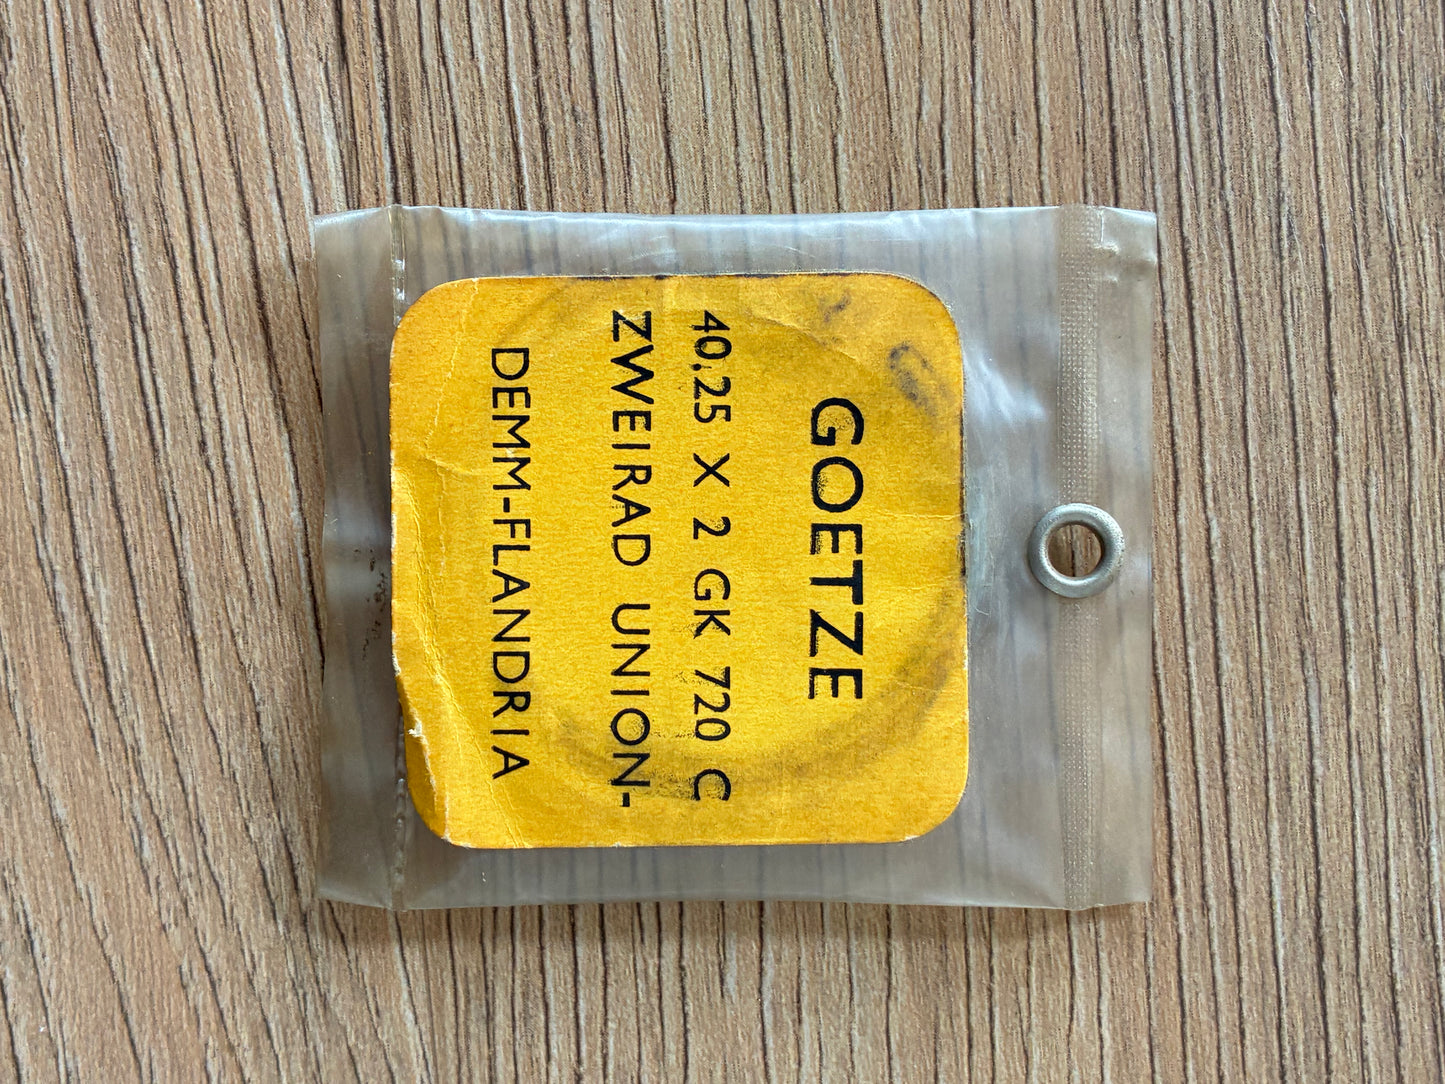 GOETZE
40,25 X 2 GK 720 C
ZWEIRAD UNION-
DEMM-FLANDRIA